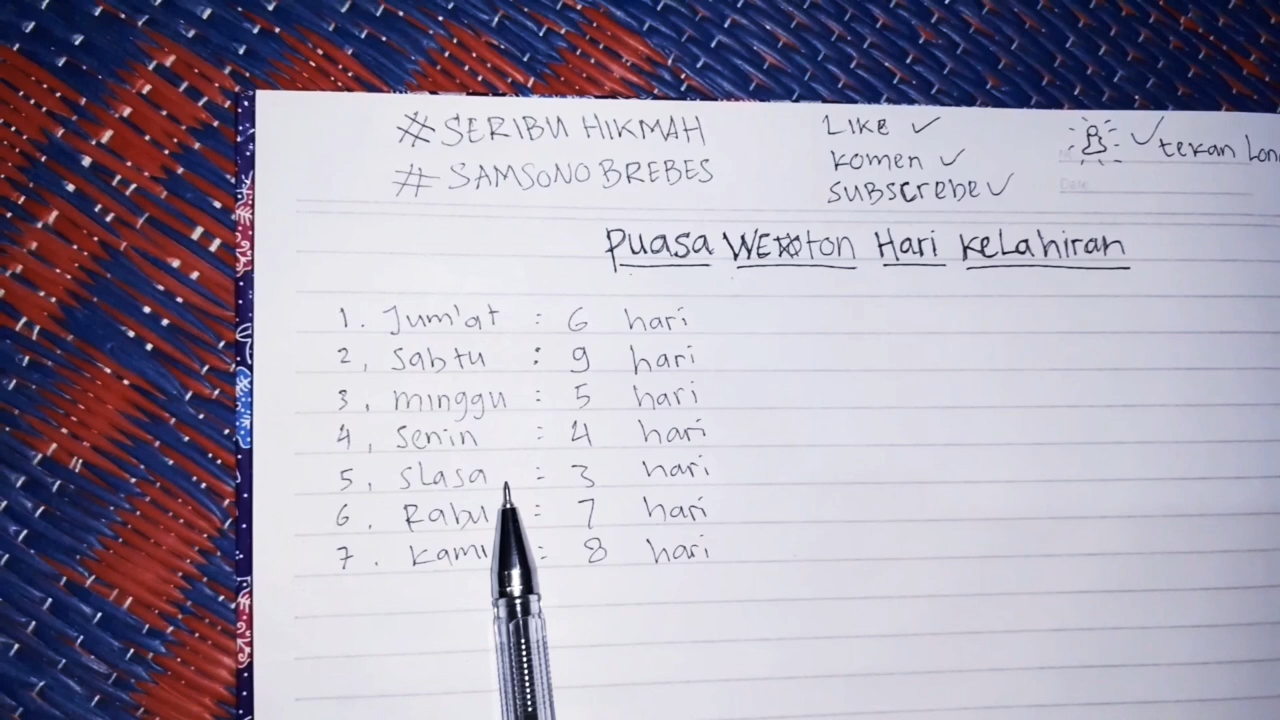 #SERIBU HIKMAH
#SAMSONO BREBES
LIKE ✓
komen ✓
SUBSCREBE ✓
✓ tekan Lon
Date:
Puasa WEton Hari KeLahiran
1. Jum'at : 6 hari
2, Sabtu : 9 hari
3, minggu : 5 hari
4, Senin : 4 hari
5, SLasa : 3 hari
6. Rabu : 7 hari
7. Kami : 8 hari